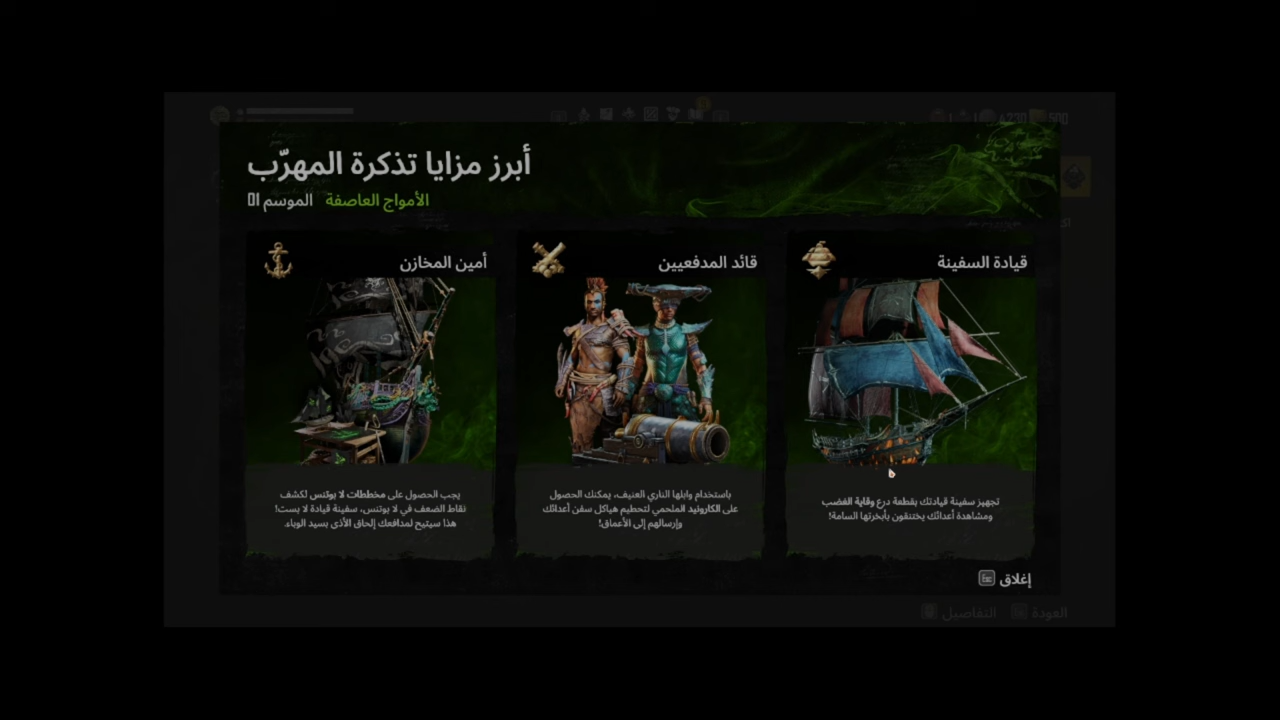 4230
500
أبرز مزايا تذكرة المهرّب
الأمواج العاصفة الموسم 01
قيادة السفينة
تجهيز سفينة قيادتك بقطعة درع وقاية الغضب
ومشاهدة أعدائك يختنقون بأبخرتها السامة!
قائد المدفعيين
باستخدام وابلها الناري العنيف، يمكنك الحصول
على الكارونيد الملحمي لتحطيم هياكل سفن أعدائك
وإرسالهم إلى الأعماق!
أمين المخازن
يجب الحصول على مخططات لا بوتنس لكشف
نقاط الضعف في لا بوتنس، سفينة قيادة لا بست!
هذا سيتيح لمدافعك إلحاق الأذى بسيد الوباء.
إغلاق Esc
العودة
التفاصيل